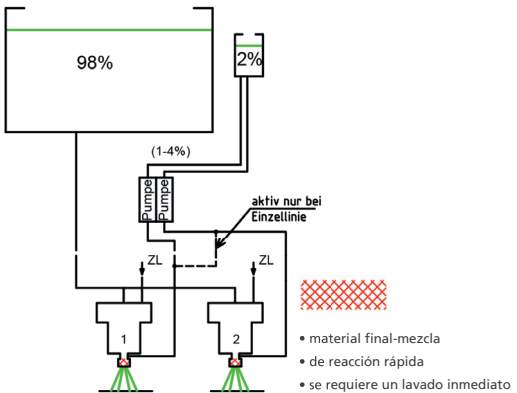 98%
2%
(1-4%)
Pumpe
Pumpe
aktiv nur bei
Einzellinie
ZL
ZL
1
2
• material final-mezcla
• de reacción rápida
• se requiere un lavado inmediato